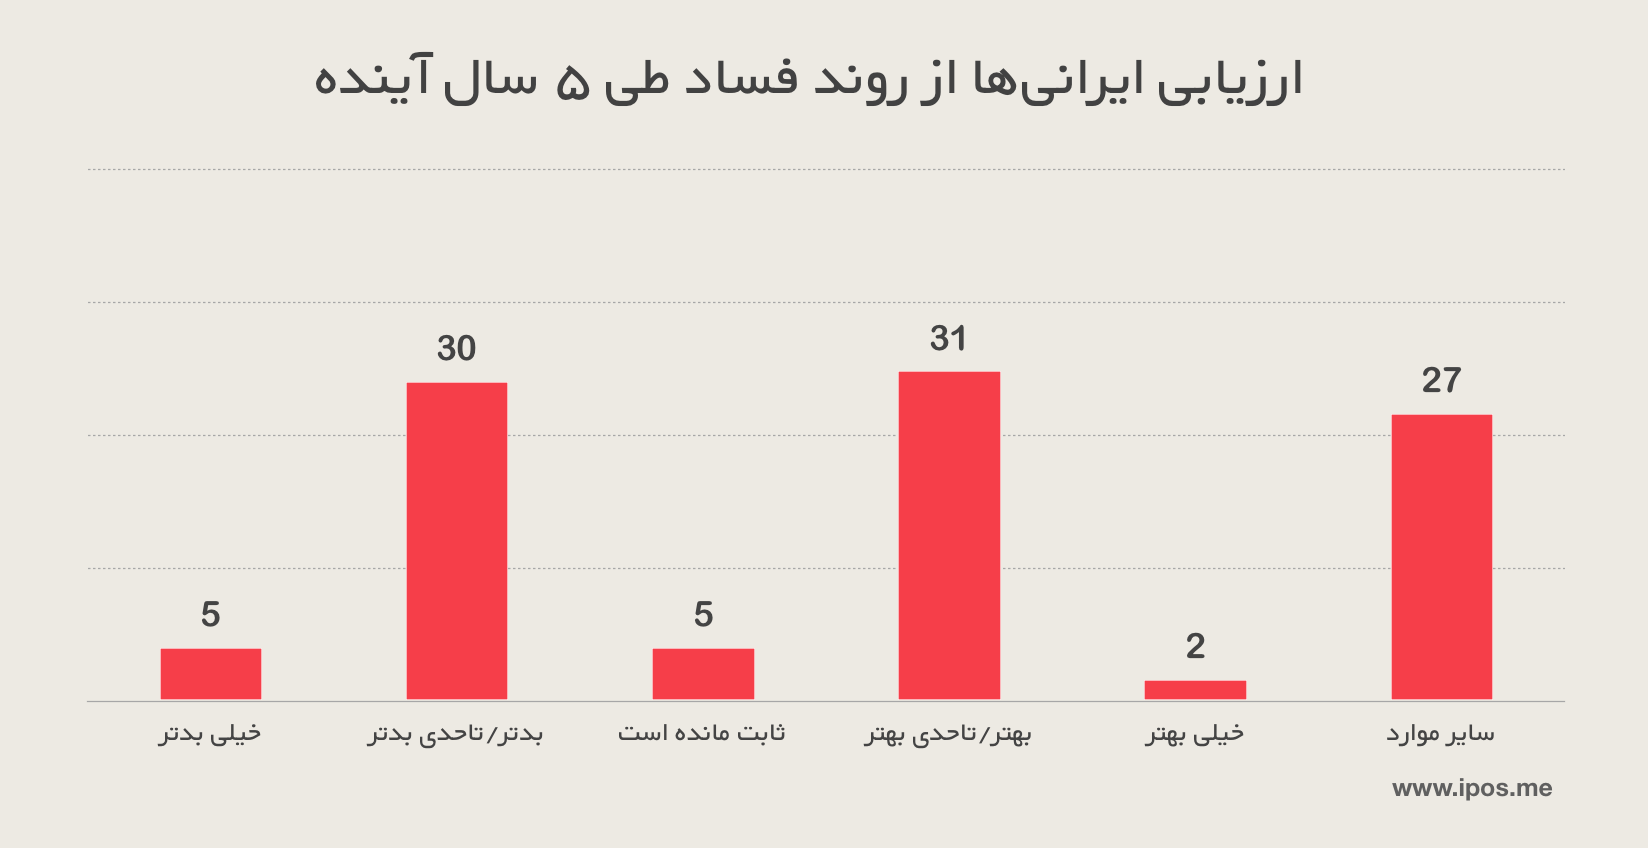 ارزیابی ایرانی‌ها از روند فساد طی ۵ سال آینده
5
30
5
31
2
27
خیلی بدتر
بدتر/تاحدی بدتر
ثابت مانده است
بهتر/تاحدی بهتر
خیلی بهتر
سایر موارد
www.ipos.me